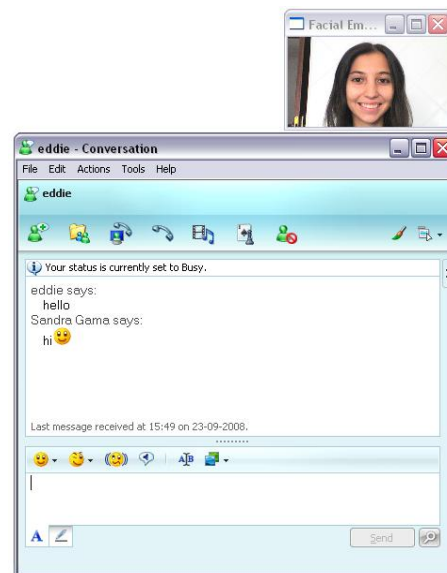 Facial Em...
eddie - Conversation
File Edit Actions Tools Help
eddie
Your status is currently set to Busy.
eddie says:
hello
Sandra Gama says:
hi
Last message received at 15:49 on 23-09-2008.
A|B
A
Send